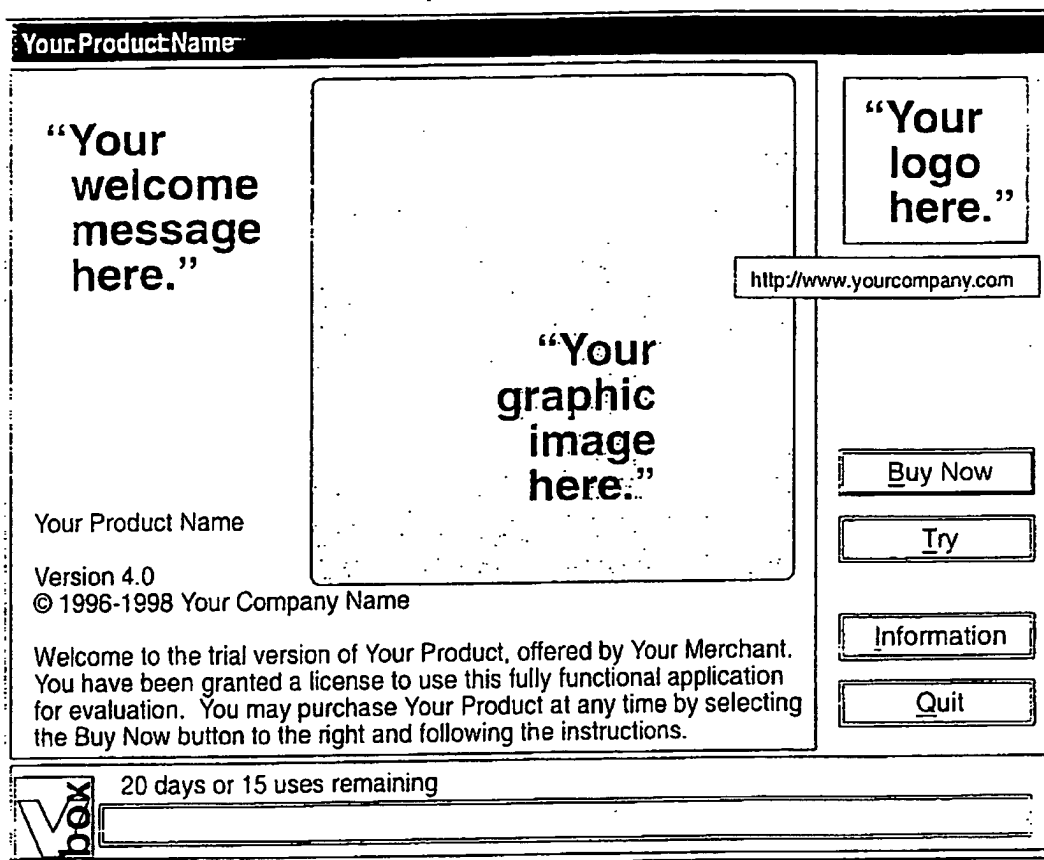 Your Product Name
“Your
welcome
message
here.”
“Your
graphic
image
here.”
“Your
logo
here.”
http://www.yourcompany.com
Buy Now
Try
Information
Quit
Your Product Name
Version 4.0
© 1996-1998 Your Company Name
Welcome to the trial version of Your Product, offered by Your Merchant.
You have been granted a license to use this fully functional application
for evaluation. You may purchase Your Product at any time by selecting
the Buy Now button to the right and following the instructions.
Vbox
20 days or 15 uses remaining